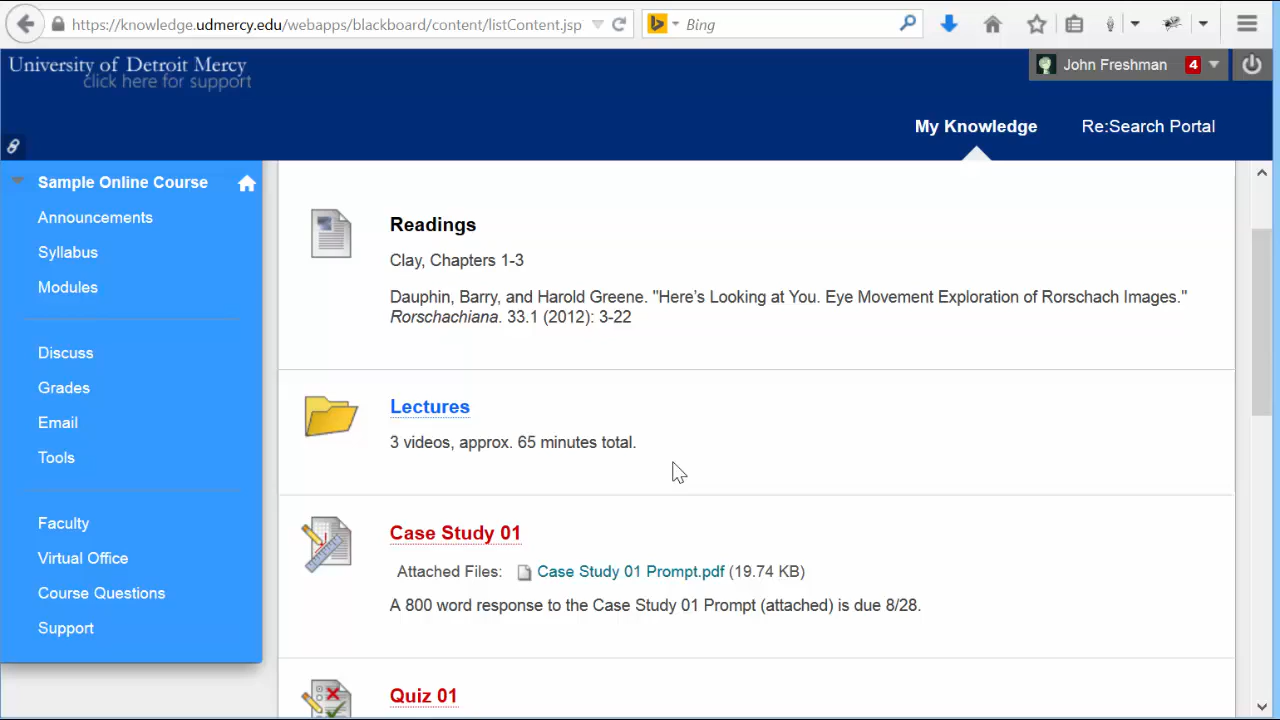 https://knowledge.udmercy.edu/webapps/blackboard/content/listContent.jsp
Bing
University of Detroit Mercy
click here for support
John Freshman 4
My Knowledge
Re:Search Portal
Sample Online Course
Announcements
Syllabus
Modules
Discuss
Grades
Email
Tools
Faculty
Virtual Office
Course Questions
Support
Readings
Clay, Chapters 1-3
Dauphin, Barry, and Harold Greene. "Here’s Looking at You. Eye Movement Exploration of Rorschach Images."
Rorschachiana. 33.1 (2012): 3-22
Lectures
3 videos, approx. 65 minutes total.
Case Study 01
Attached Files: Case Study 01 Prompt.pdf (19.74 KB)
A 800 word response to the Case Study 01 Prompt (attached) is due 8/28.
Quiz 01